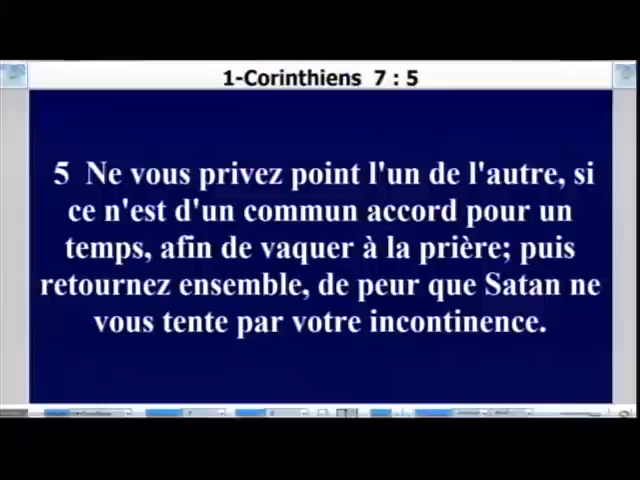 1-Corinthiens 7 : 5
5 Ne vous privez point l'un de l'autre, si
ce n'est d'un commun accord pour un
temps, afin de vaquer à la prière; puis
retournez ensemble, de peur que Satan ne
vous tente par votre incontinence.